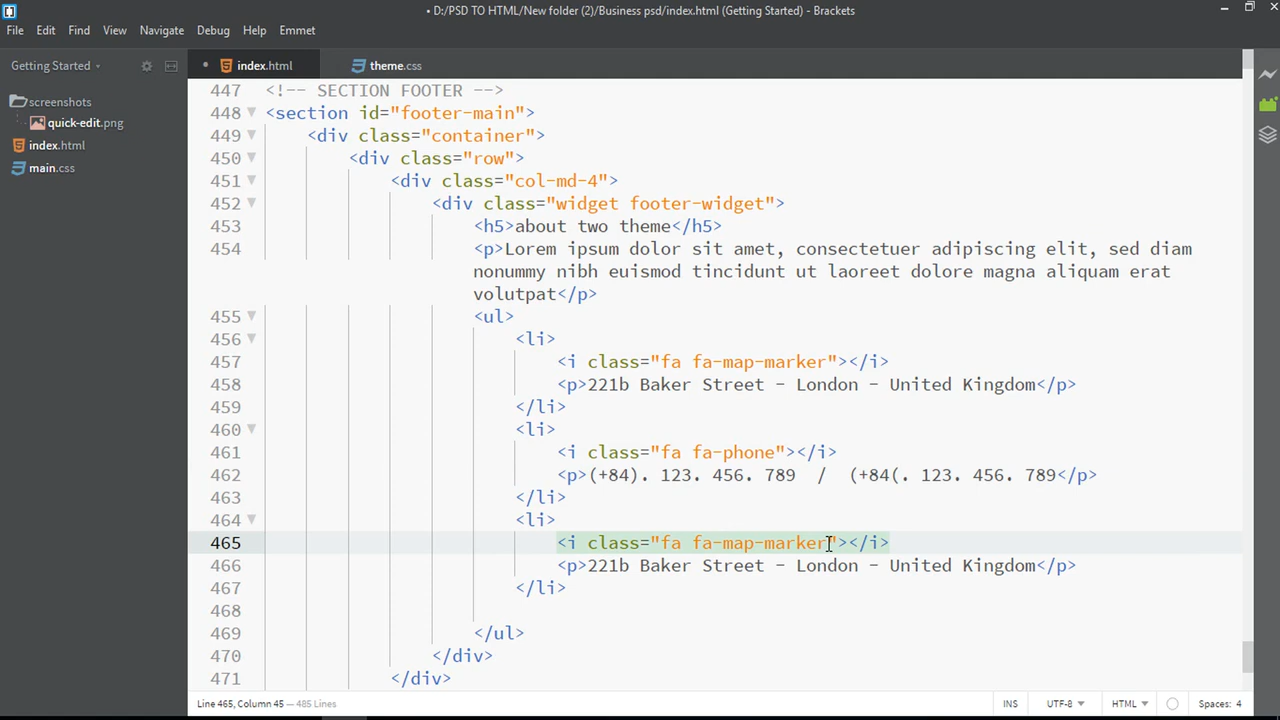 • D:/PSD TO HTML/New folder (2)/Business psd/index.html (Getting Started) - Brackets
File Edit Find View Navigate Debug Help Emmet
Getting Started
• index.html theme.css
screenshots
quick-edit.png
index.html
main.css
447 <!-- SECTION FOOTER -->
448 <section id="footer-main">
449 <div class="container">
450 <div class="row">
451 <div class="col-md-4">
452 <div class="widget footer-widget">
453 <h5>about two theme</h5>
454 <p>Lorem ipsum dolor sit amet, consectetuer adipiscing elit, sed diam
nonummy nibh euismod tincidunt ut laoreet dolore magna aliquam erat
volutpat</p>
455 <ul>
456 <li>
457 <i class="fa fa-map-marker"></i>
458 <p>221b Baker Street - London - United Kingdom</p>
459 </li>
460 <li>
461 <i class="fa fa-phone"></i>
462 <p>(+84). 123. 456. 789  /  (+84(. 123. 456. 789</p>
463 </li>
464 <li>
465 <i class="fa fa-map-marker"></i>
466 <p>221b Baker Street - London - United Kingdom</p>
467 </li>
468
469 </ul>
470 </div>
471 </div>
Line 465, Column 45 — 485 Lines INS UTF-8 HTML Spaces: 4